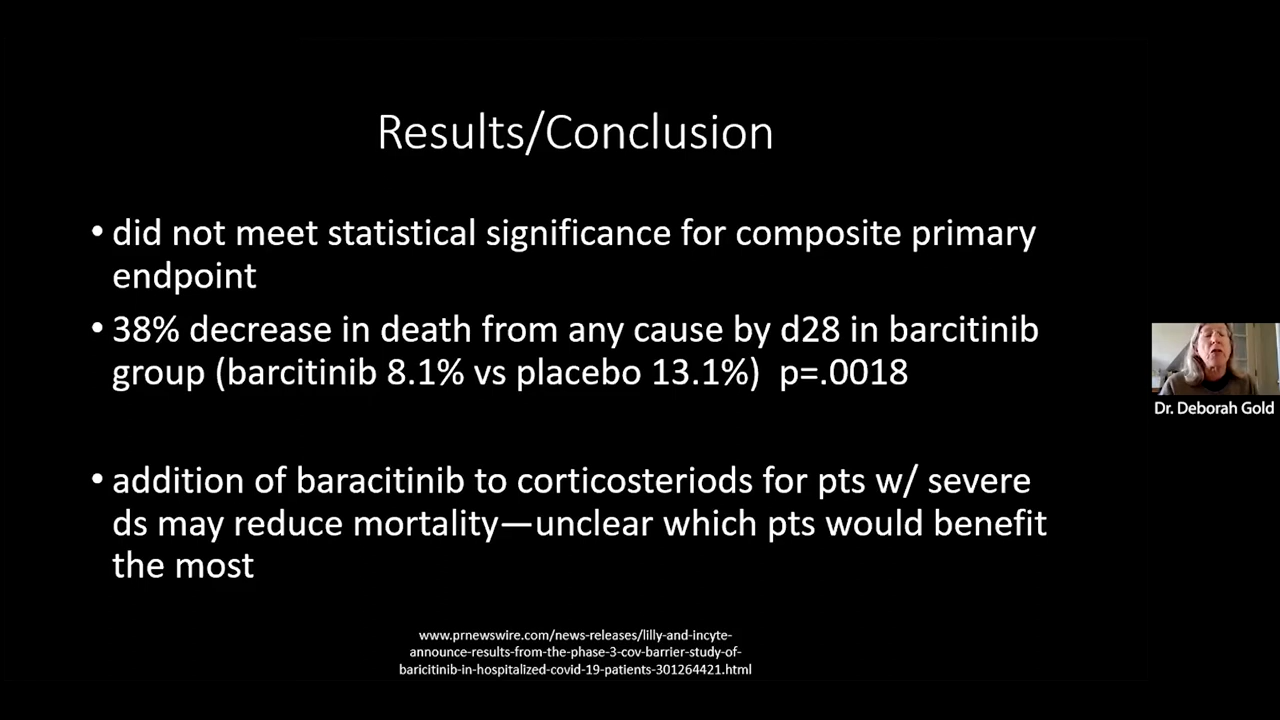 Results/Conclusion
• did not meet statistical significance for composite primary
endpoint
• 38% decrease in death from any cause by d28 in barcitinib
group (barcitinib 8.1% vs placebo 13.1%) p=.0018
• addition of baracitinib to corticosteriods for pts w/ severe
ds may reduce mortality—unclear which pts would benefit
the most
www.prnewswire.com/news-releases/lilly-and-incyte-
announce-results-from-the-phase-3-cov-barrier-study-of-
baricitinib-in-hospitalized-covid-19-patients-301264421.html
Dr. Deborah Gold